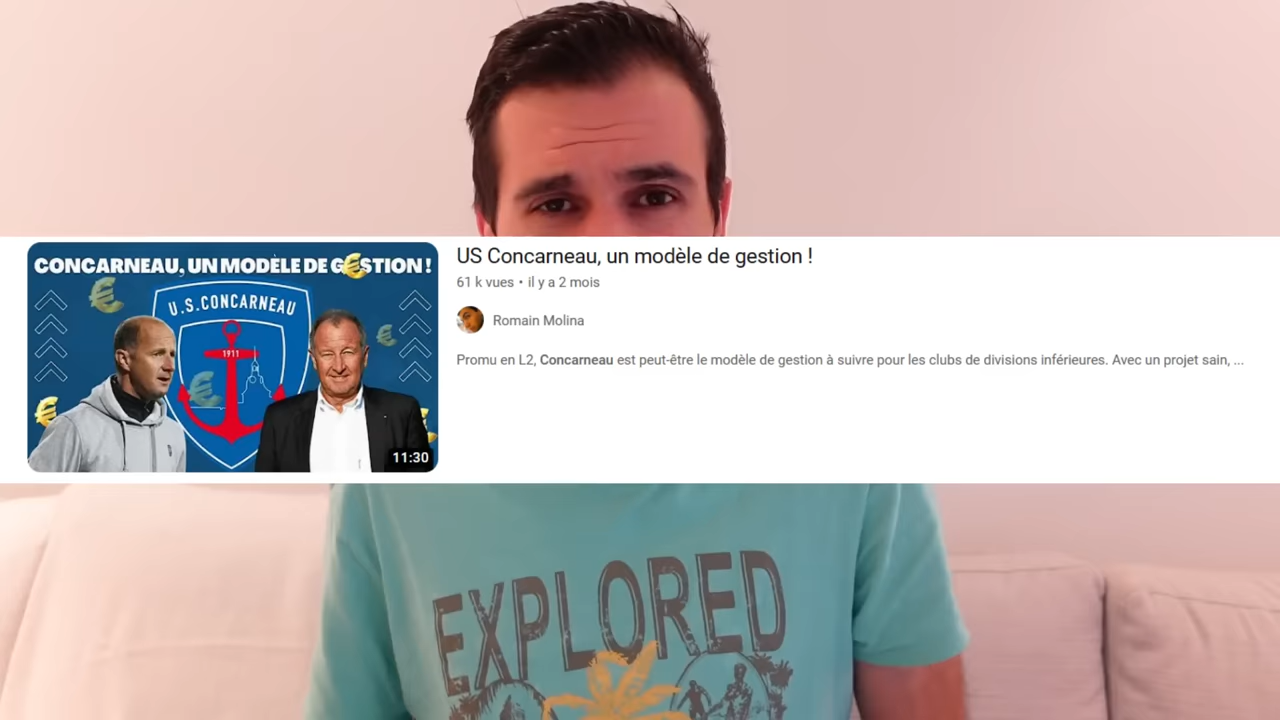 CONCARNEAU, UN MODÈLE DE GESTION !
U.S.CONCARNEAU
1911
11:30
US Concarneau, un modèle de gestion !
61 k vues • il y a 2 mois
Romain Molina
Promu en L2, Concarneau est peut-être le modèle de gestion à suivre pour les clubs de divisions inférieures. Avec un projet sain, ...
EXPLORED